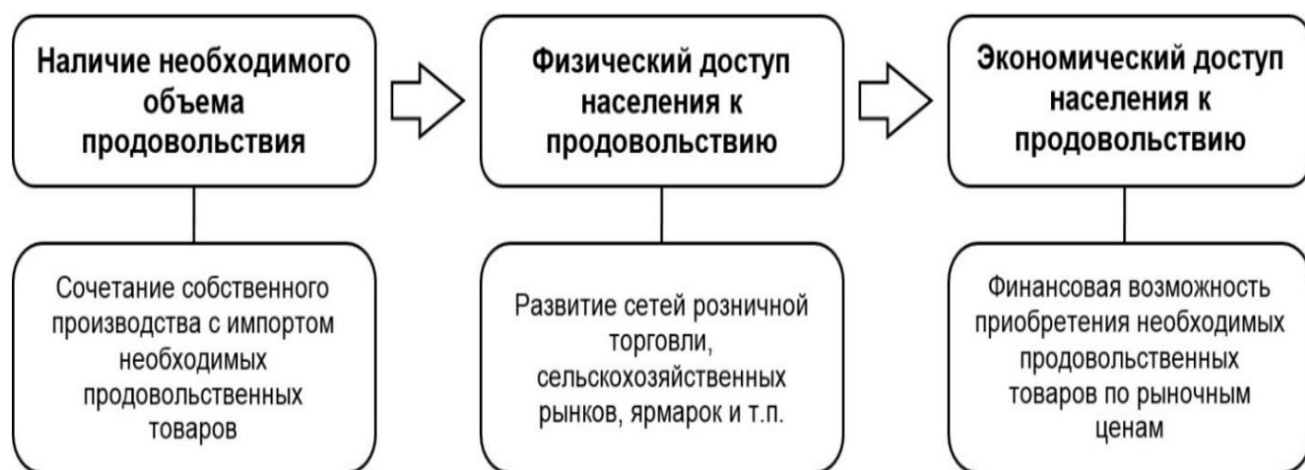 Наличие необходимого
объема
продовольствия
Физический доступ
населения к
продовольствию
Экономический доступ
населения к
продовольствию
Сочетание собственного
производства с импортом
необходимых
продовольственных
товаров
Развитие сетей розничной
торговли,
сельскохозяйственных
рынков, ярмарок и т.п.
Финансовая возможность
приобретения необходимых
продовольственных
товаров по рыночным
ценам